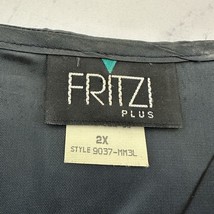 FRITZI
PLUS
2X
STYLE 9037-MM3L